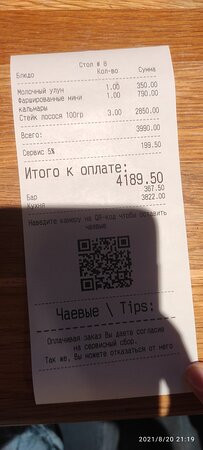 Стол # 8
Блюдо Кол-во Сумма
Молочный улун 1.00 350.00
Фаршированные мини 1.00 790.00
кальмары
Стейк лосося 100гр 3.00 2850.00
Всего: 3990.00
Сервис 5% 199.50
Итого к оплате:
4189.50
Бар 367.50
Кухня 3822.00
Наведите камеру на QR-код чтобы оставить
чаевые
Чаевые \ Tips:
Оплачивая заказ Вы даете согласие
на сервисный сбор.
Так же, Вы можете отказаться от него
2021/8/20 21:19